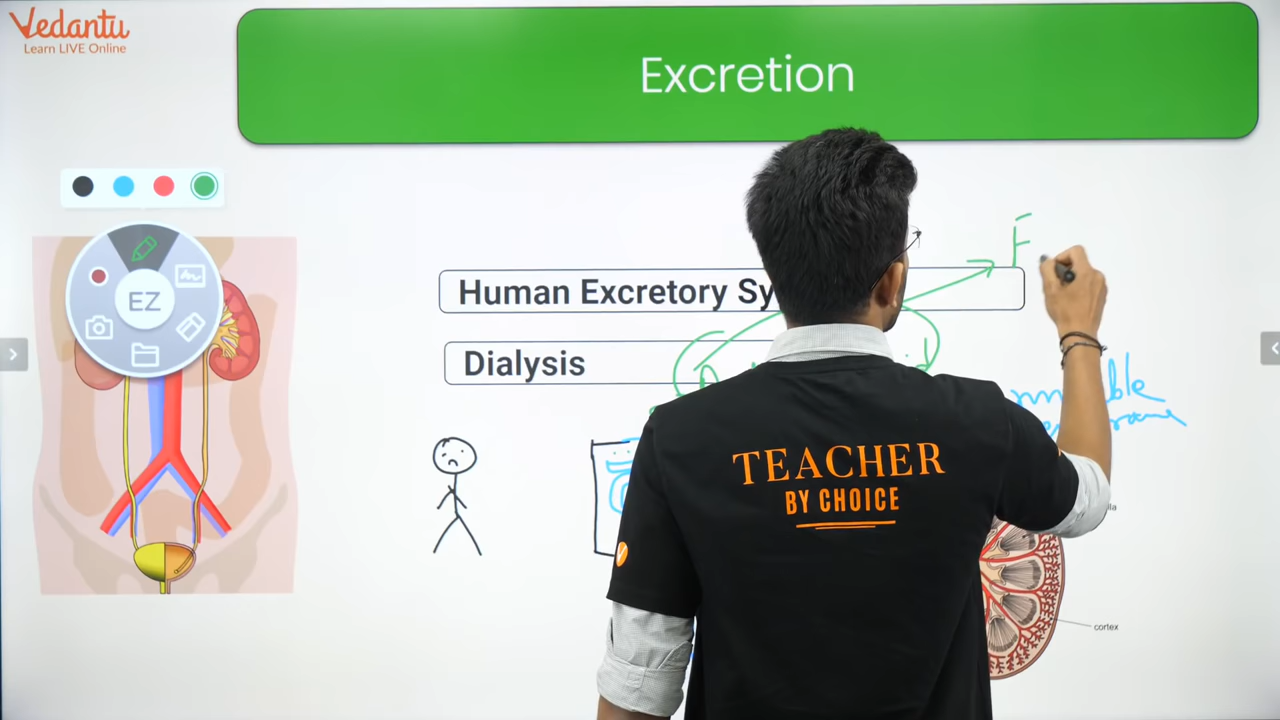 Vedantu
Learn LIVE Online
Excretion
F
Human Excretory Sy
Dialysis
EZ
TEACHER
BY CHOICE
cortex